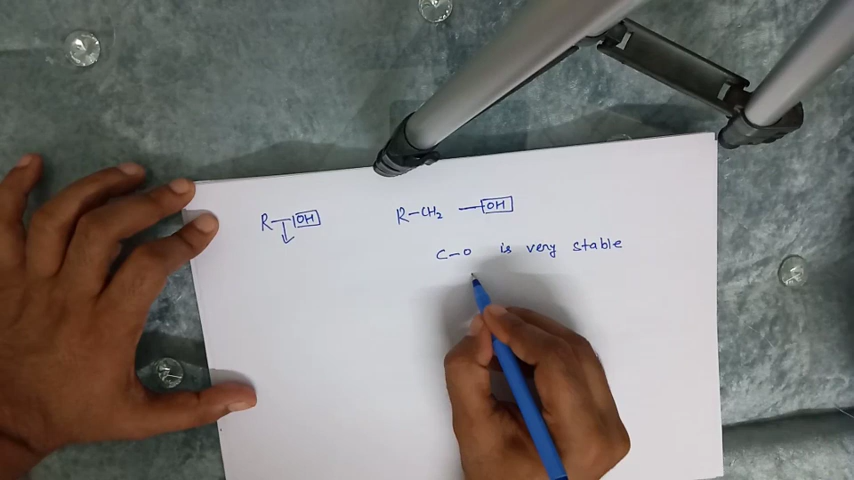 R—OH
R—CH₂ —OH
C—O is very stable